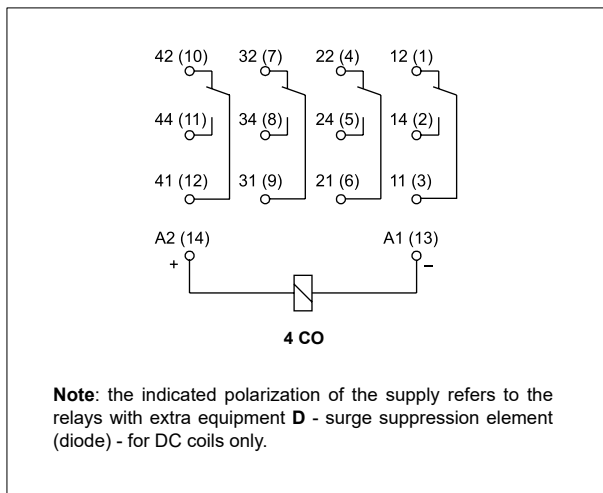 42 (10) 32 (7) 22 (4) 12 (1)
44 (11) 34 (8) 24 (5) 14 (2)
41 (12) 31 (9) 21 (6) 11 (3)
A2 (14) A1 (13)
+ –
4 CO
Note: the indicated polarization of the supply refers to the
relays with extra equipment D - surge suppression element
(diode) - for DC coils only.